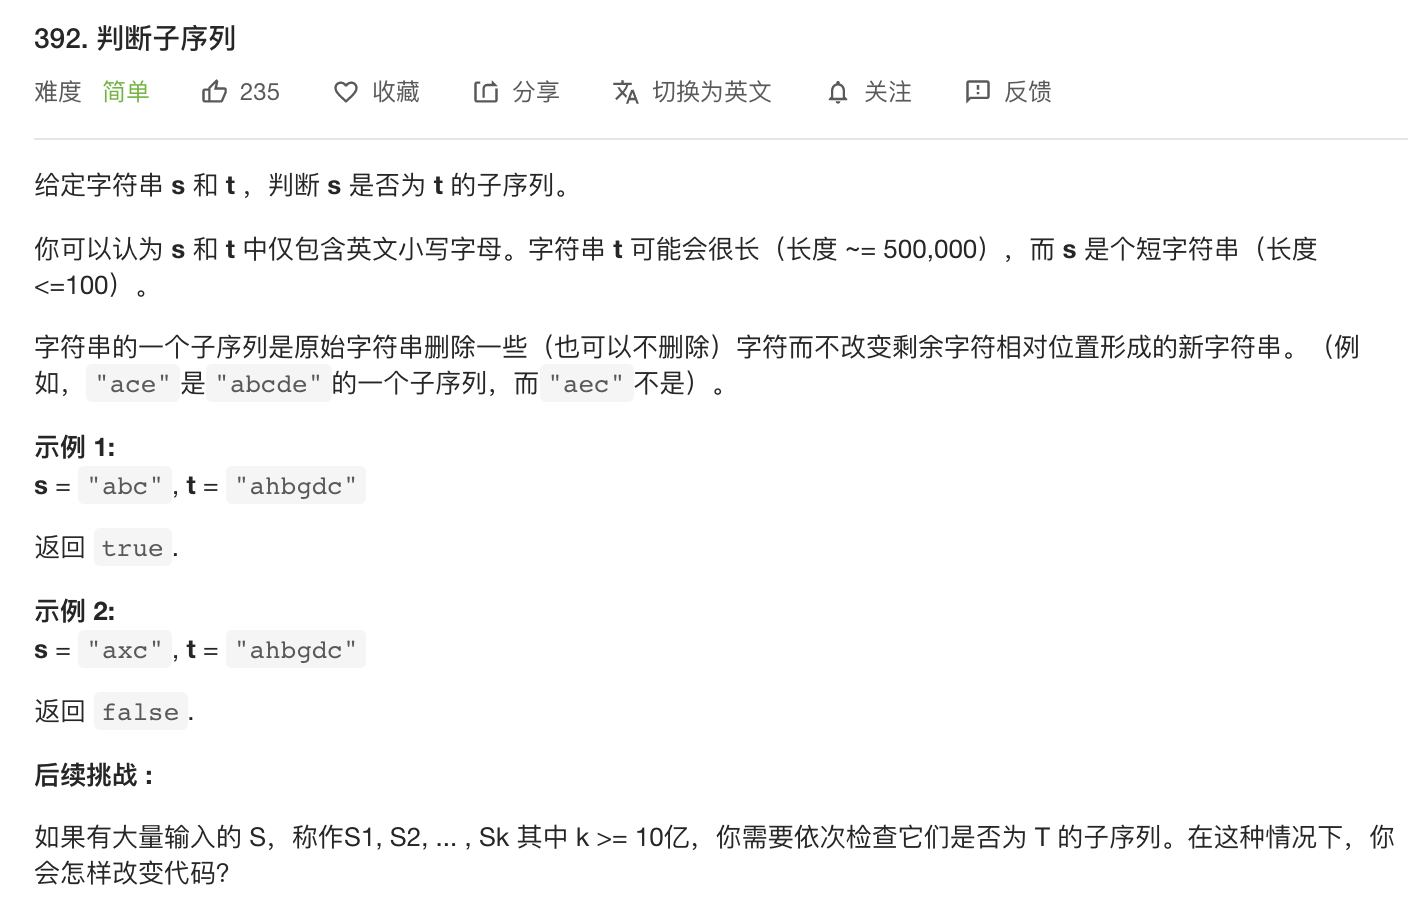 392. 判断子序列
难度 简单 235 收藏 分享 切换为英文 关注 反馈
给定字符串 s 和 t ，判断 s 是否为 t 的子序列。
你可以认为 s 和 t 中仅包含英文小写字母。字符串 t 可能会很长（长度 ~= 500,000），而 s 是个短字符串（长度
<=100）。
字符串的一个子序列是原始字符串删除一些（也可以不删除）字符而不改变剩余字符相对位置形成的新字符串。（例
如，"ace"是"abcde"的一个子序列，而"aec"不是）。
示例 1:
s = "abc", t = "ahbgdc"
返回 true.
示例 2:
s = "axc", t = "ahbgdc"
返回 false.
后续挑战 :
如果有大量输入的 S，称作S1, S2, ... , Sk 其中 k >= 10亿，你需要依次检查它们是否为 T 的子序列。在这种情况下，你
会怎样改变代码？